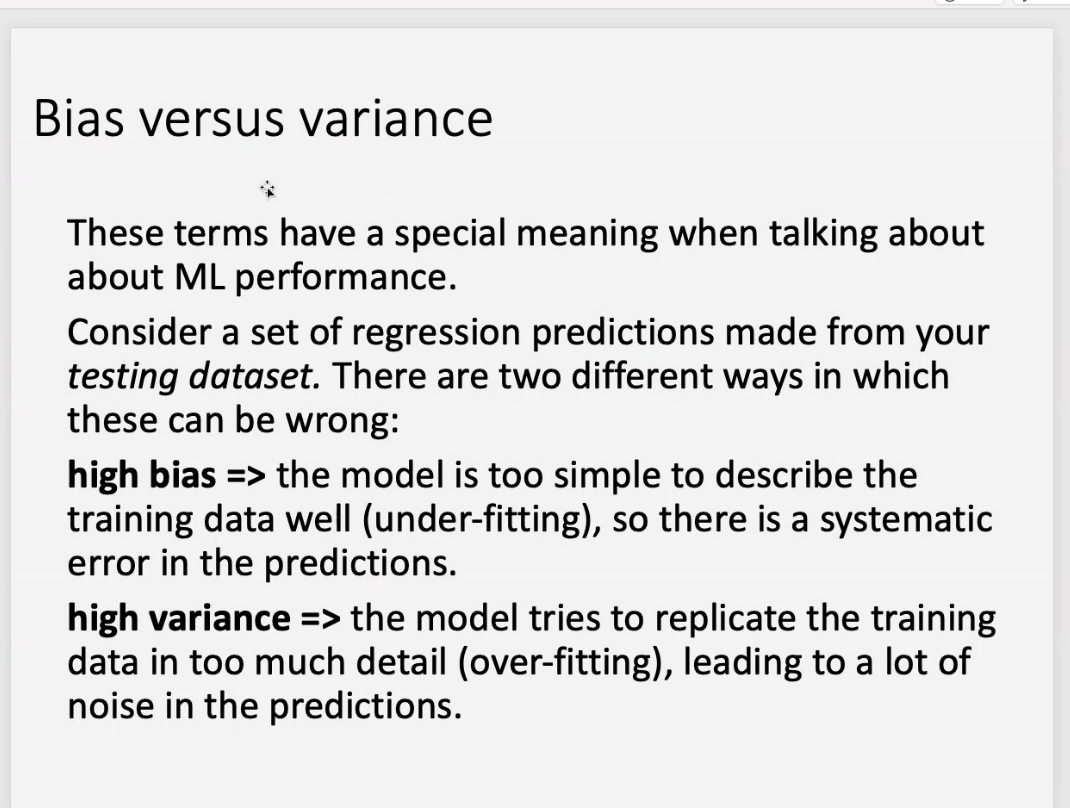 Bias versus variance
These terms have a special meaning when talking about
about ML performance.
Consider a set of regression predictions made from your
testing dataset. There are two different ways in which
these can be wrong:
high bias => the model is too simple to describe the
training data well (under-fitting), so there is a systematic
error in the predictions.
high variance => the model tries to replicate the training
data in too much detail (over-fitting), leading to a lot of
noise in the predictions.